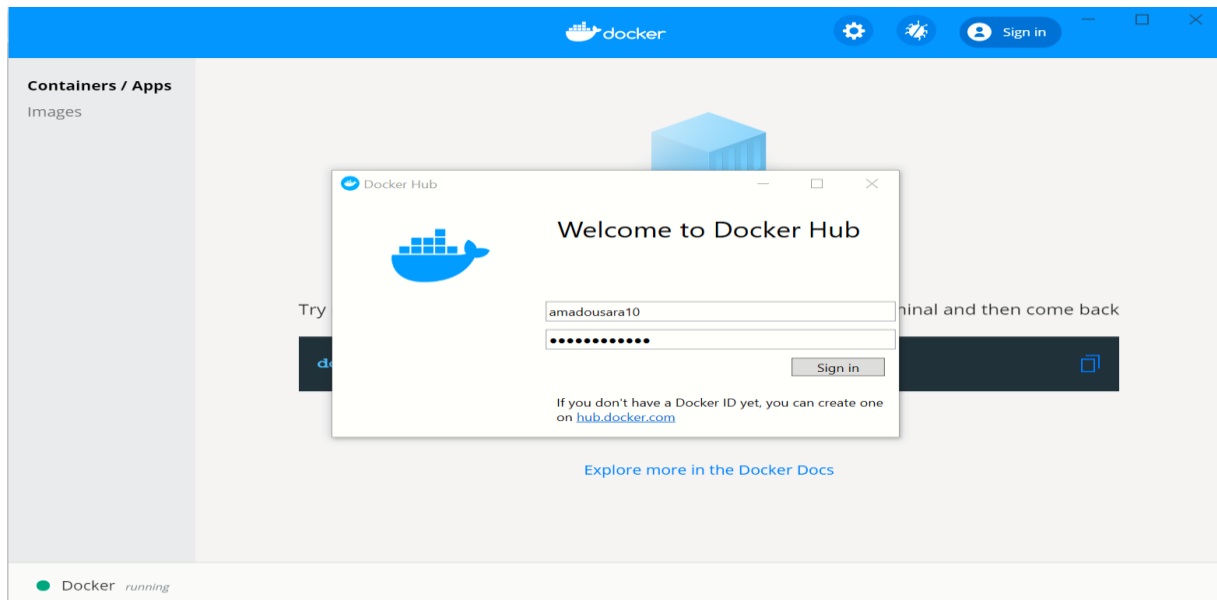 docker
Sign in
Containers / Apps
Images
Docker Hub
Welcome to Docker Hub
Try
amadousara10
and then come back
••••••••••••
Sign in
If you don't have a Docker ID yet, you can create one
on hub.docker.com
Explore more in the Docker Docs
Docker running